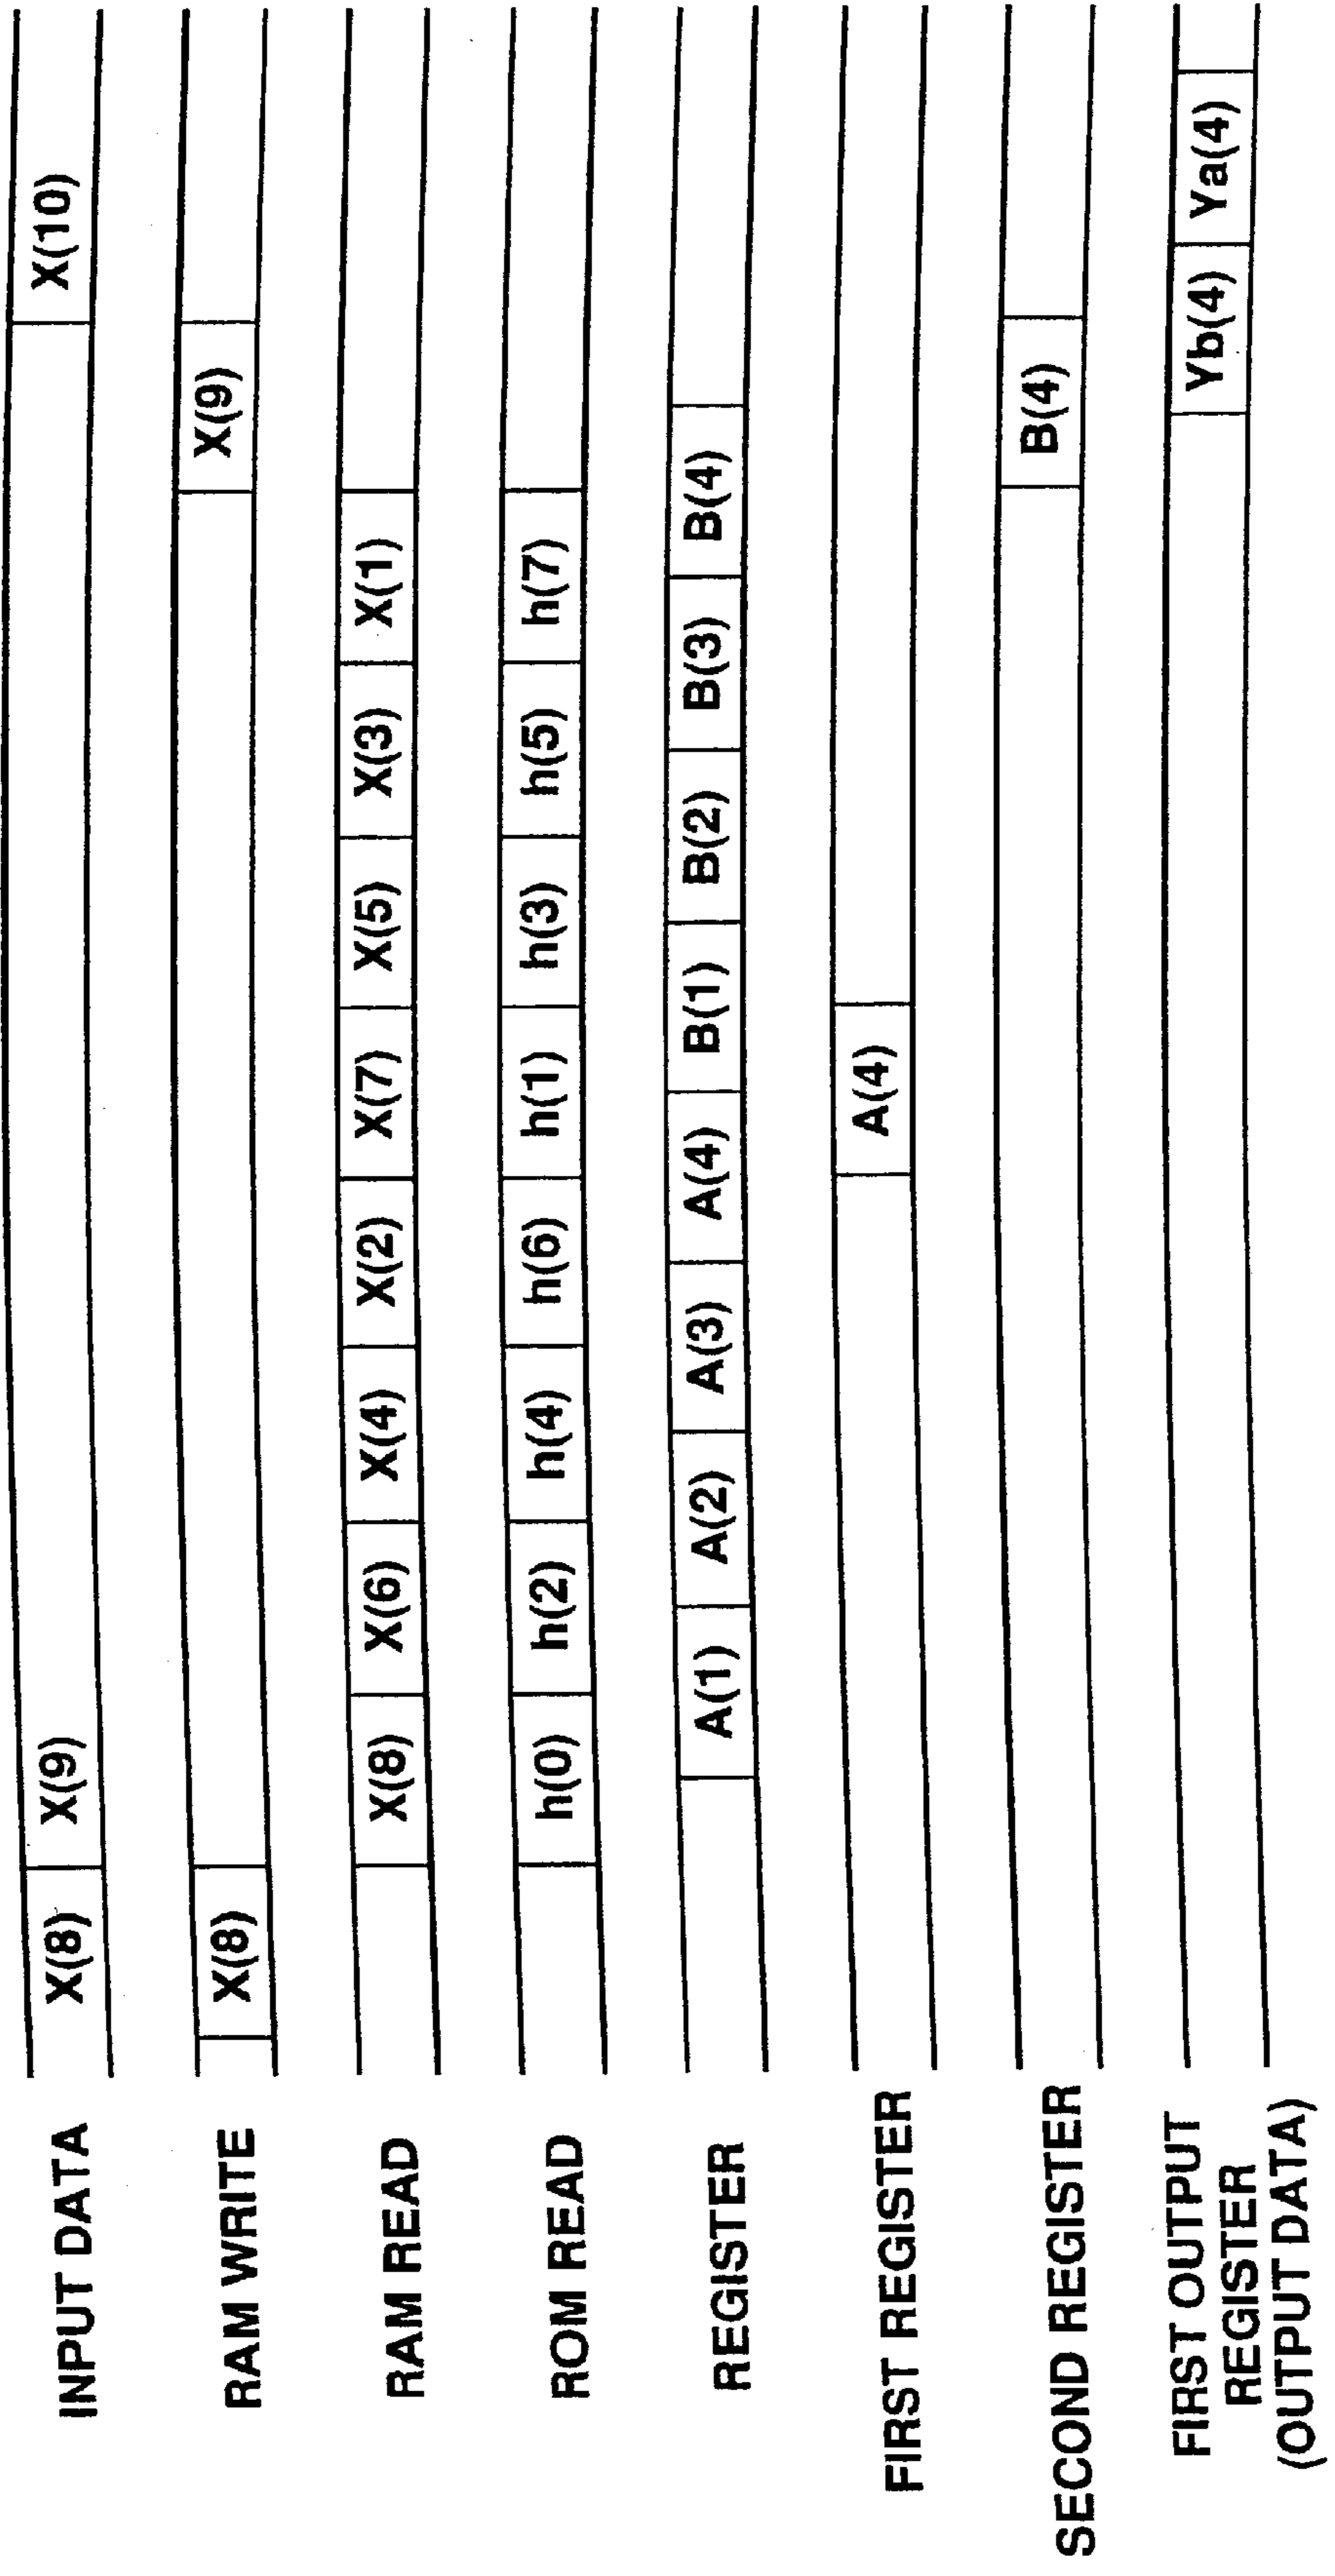 INPUT DATA X(8) X(9) X(10)
RAM WRITE X(8) X(9)
RAM READ X(8) X(6) X(4) X(2) X(7) X(5) X(3) X(1)
ROM READ h(0) h(2) h(4) h(6) h(1) h(3) h(5) h(7)
REGISTER A(1) A(2) A(3) A(4) B(1) B(2) B(3) B(4)
FIRST REGISTER A(4)
SECOND REGISTER B(4)
FIRST OUTPUT Yb(4) Ya(4)
REGISTER
(OUTPUT DATA)